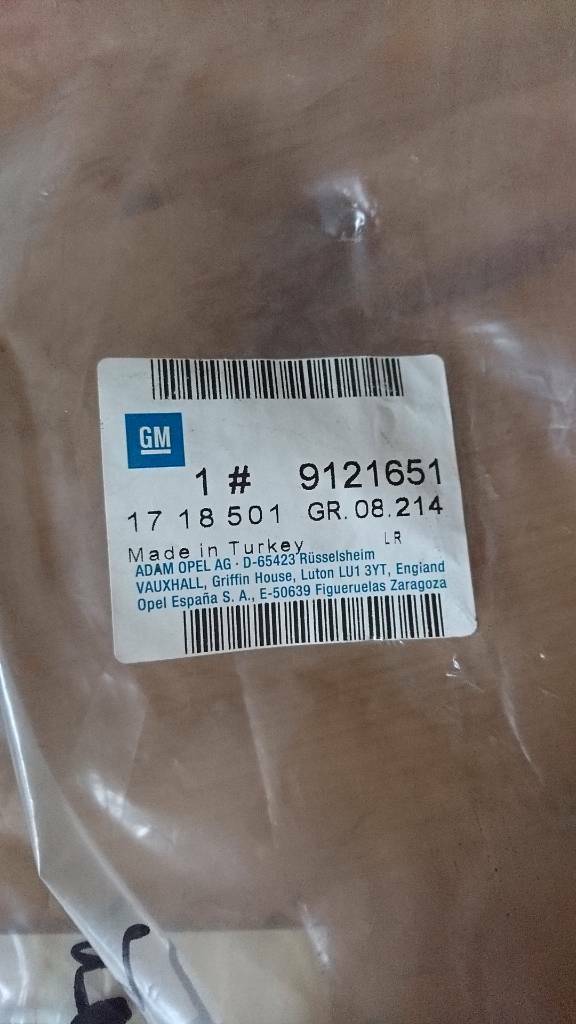 GM
1 # 9121651
17 18 501 GR. 08.214
Made in Turkey LR
ADAM OPEL AG · D-65423 Rüsselsheim
VAUXHALL, Griffin House, Luton LU1 3YT, England
Opel España S. A., E-50639 Figueruelas Zaragoza